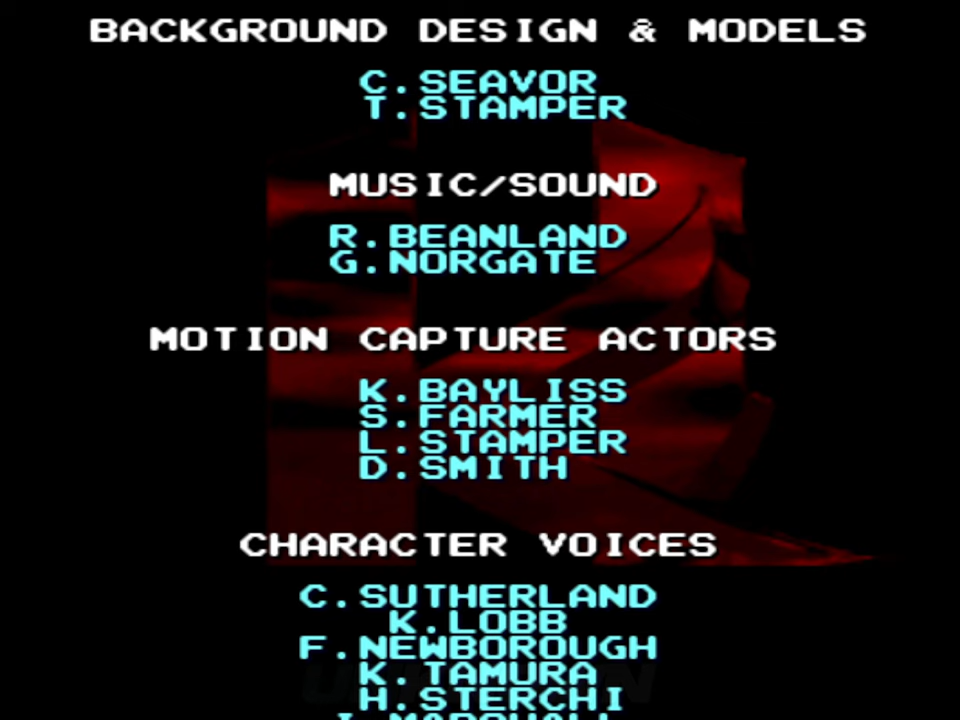 BACKGROUND DESIGN & MODELS
C.SEAVOR
T.STAMPER
MUSIC/SOUND
R.BEANLAND
G.NORGATE
MOTION CAPTURE ACTORS
K.BAYLISS
S.FARMER
L.STAMPER
D.SMITH
CHARACTER VOICES
C.SUTHERLAND
K.LOBB
F.NEWBOROUGH
K.TAMURA
H.STERCHI